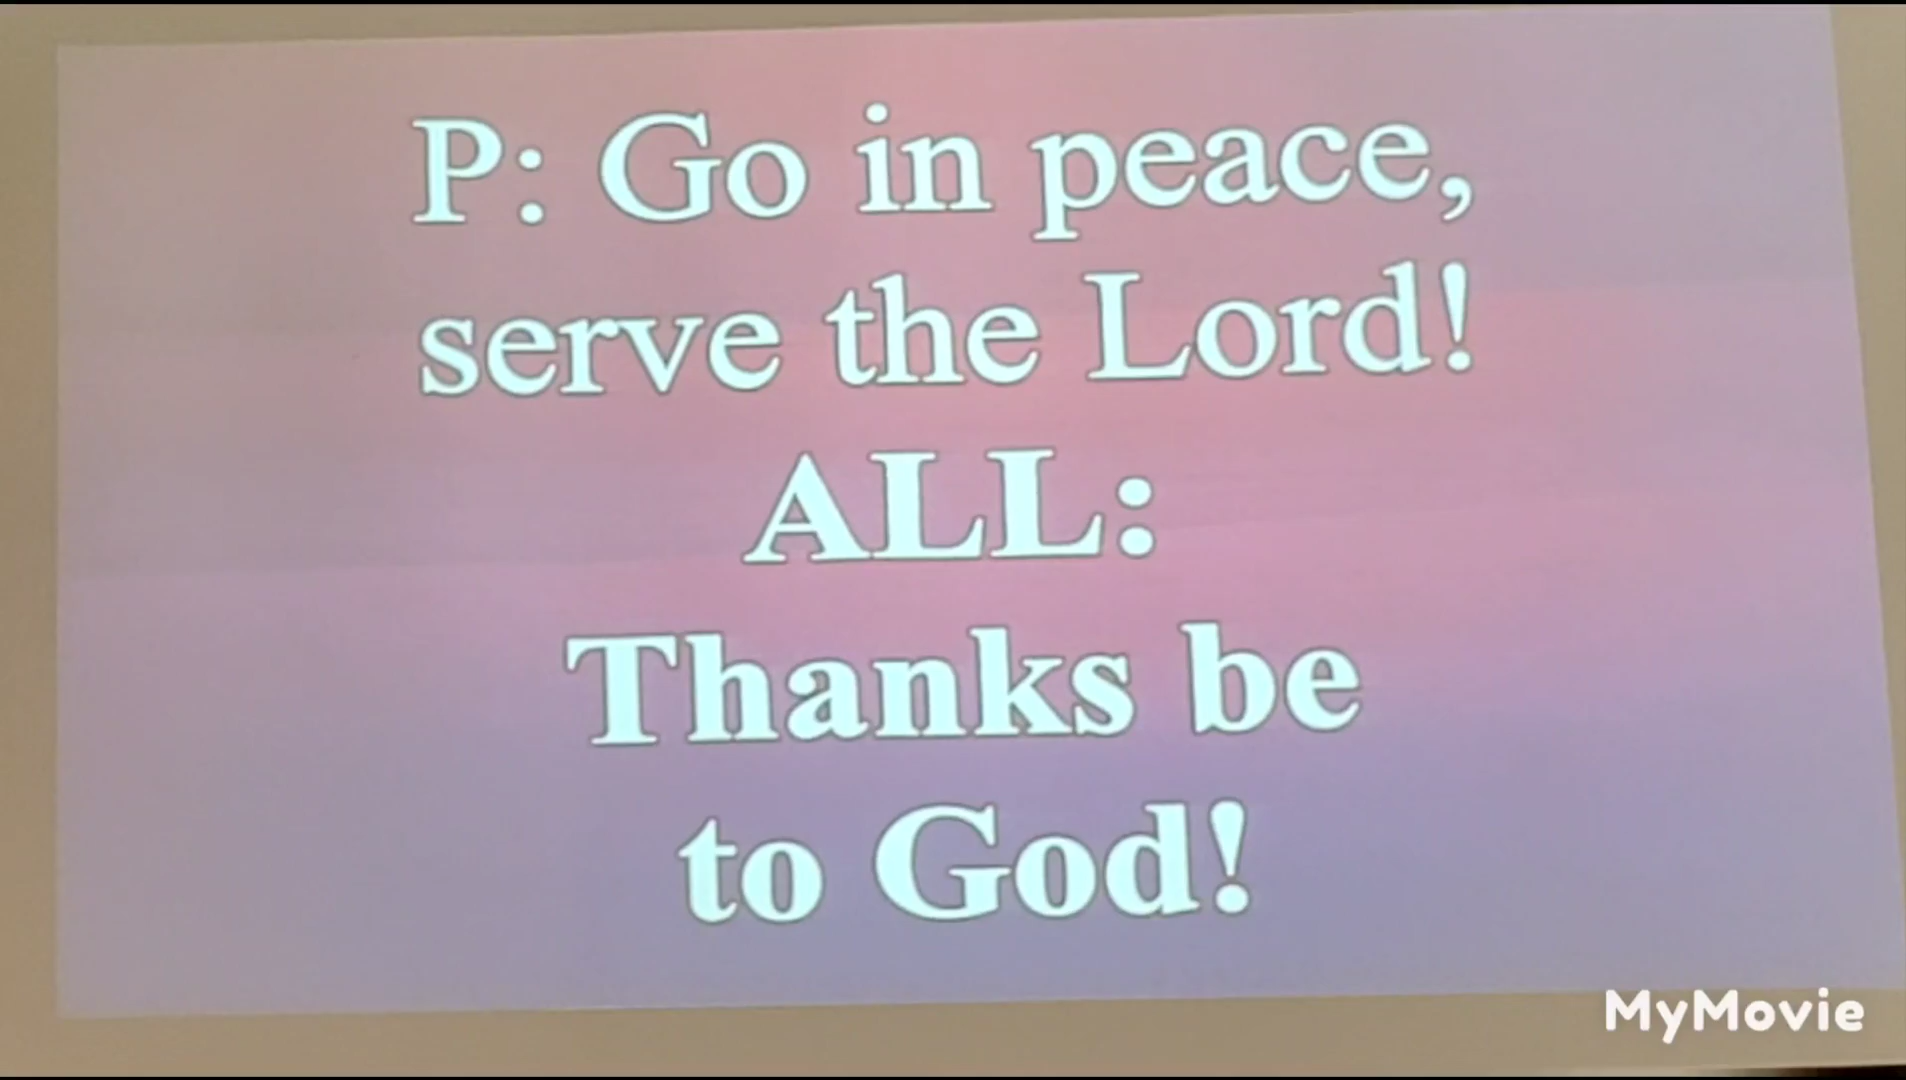 P: Go in peace,
serve the Lord!
ALL:
Thanks be
to God!
MyMovie